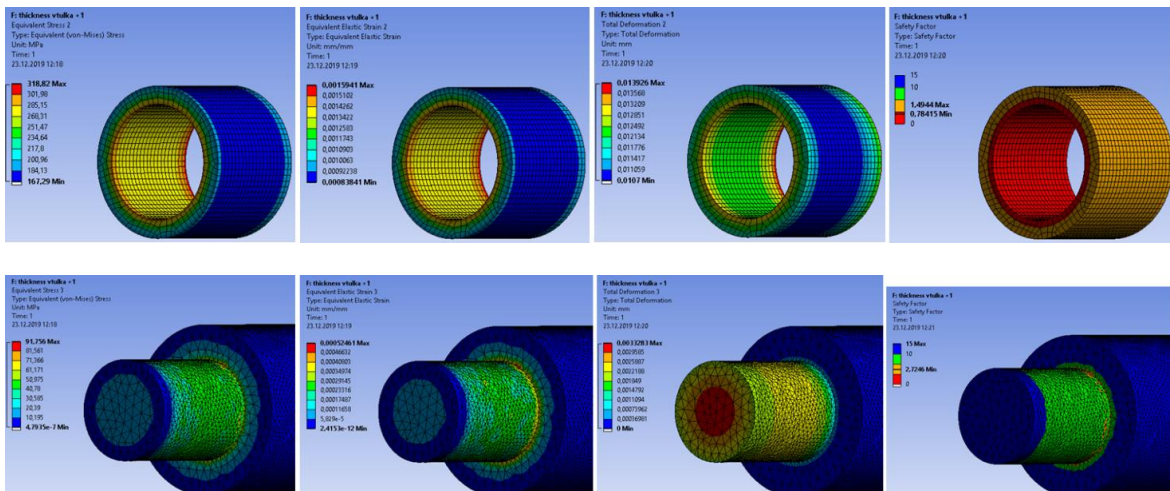 F: thickness vtulka +1
Equivalent Stress 2
Type: Equivalent (von-Mises) Stress
Unit: MPa
Time: 1
23.12.2019 12:18
318,82 Max
301,98
285,15
268,31
251,47
234,64
217,8
200,96
184,13
167,29 Min
F: thickness vtulka +1
Equivalent Elastic Strain 2
Type: Equivalent Elastic Strain
Unit: mm/mm
Time: 1
23.12.2019 12:19
0,0015941 Max
0,0015102
0,0014262
0,0013422
0,0012583
0,0011743
0,0010903
0,0010063
0,00092238
0,00083841 Min
F: thickness vtulka +1
Total Deformation 2
Type: Total Deformation
Unit: mm
Time: 1
23.12.2019 12:20
0,013926 Max
0,013568
0,013209
0,012851
0,012492
0,012134
0,011776
0,011417
0,011059
0,0107 Min
F: thickness vtulka +1
Safety Factor
Type: Safety Factor
Time: 1
23.12.2019 12:20
15
10
1,4944 Max
0,78415 Min
0
F: thickness vtulka +1
Equivalent Stress 3
Type: Equivalent (von-Mises) Stress
Unit: MPa
Time: 1
23.12.2019 12:18
91,756 Max
81,561
71,366
61,171
50,975
40,78
30,585
20,39
10,195
4,7935e-7 Min
F: thickness vtulka +1
Equivalent Elastic Strain 3
Type: Equivalent Elastic Strain
Unit: mm/mm
Time: 1
23.12.2019 12:19
0,00052461 Max
0,00046632
0,00040803
0,00034974
0,00029145
0,00023316
0,00017487
0,00011658
5,829e-5
2,4153e-12 Min
F: thickness vtulka +1
Total Deformation 3
Type: Total Deformation
Unit: mm
Time: 1
23.12.2019 12:20
0,0033283 Max
0,0029585
0,0025887
0,0022188
0,001849
0,0014792
0,0011094
0,00073962
0,00036981
0 Min
F: thickness vtulka +1
Safety Factor
Type: Safety Factor
Time: 1
23.12.2019 12:21
15 Max
10
2,7246 Min
0